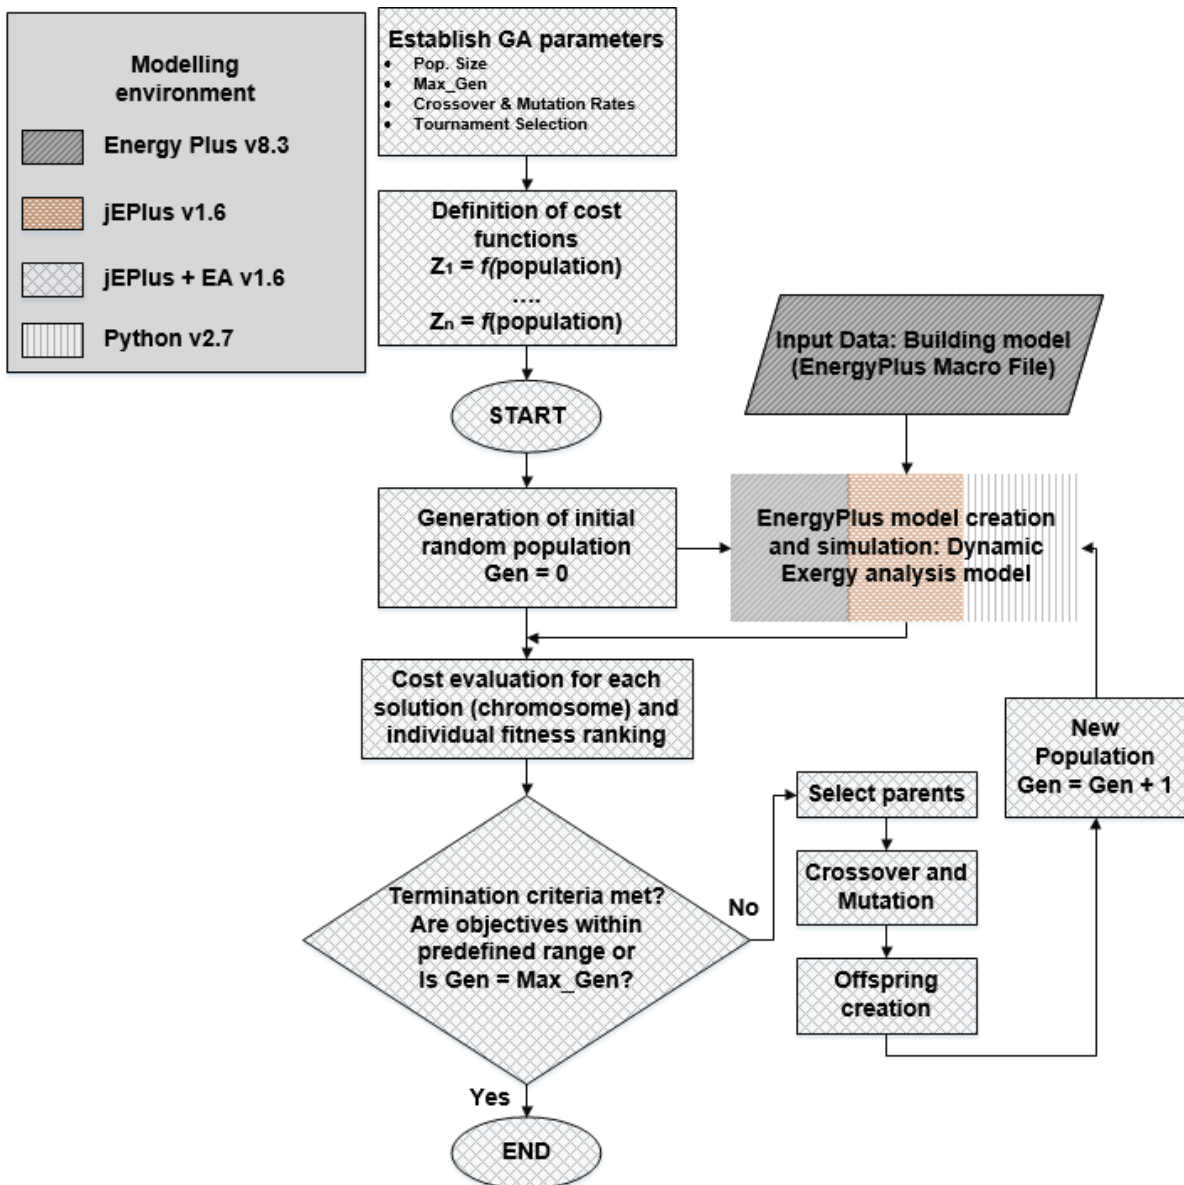 Modelling
environment
Energy Plus v8.3
jEPlus v1.6
jEPlus + EA v1.6
Python v2.7
Establish GA parameters
• Pop. Size
• Max_Gen
• Crossover & Mutation Rates
• Tournament Selection
Definition of cost
functions
Z₁ = f(population)
....
Zₙ = f(population)
START
Input Data: Building model
(EnergyPlus Macro File)
Generation of initial
random population
Gen = 0
EnergyPlus model creation
and simulation: Dynamic
Exergy analysis model
Cost evaluation for each
solution (chromosome) and
individual fitness ranking
New
Population
Gen = Gen + 1
Select parents
Crossover and
Mutation
Offspring
creation
Termination criteria met?
Are objectives within
predefined range or
Is Gen = Max_Gen?
No
Yes
END